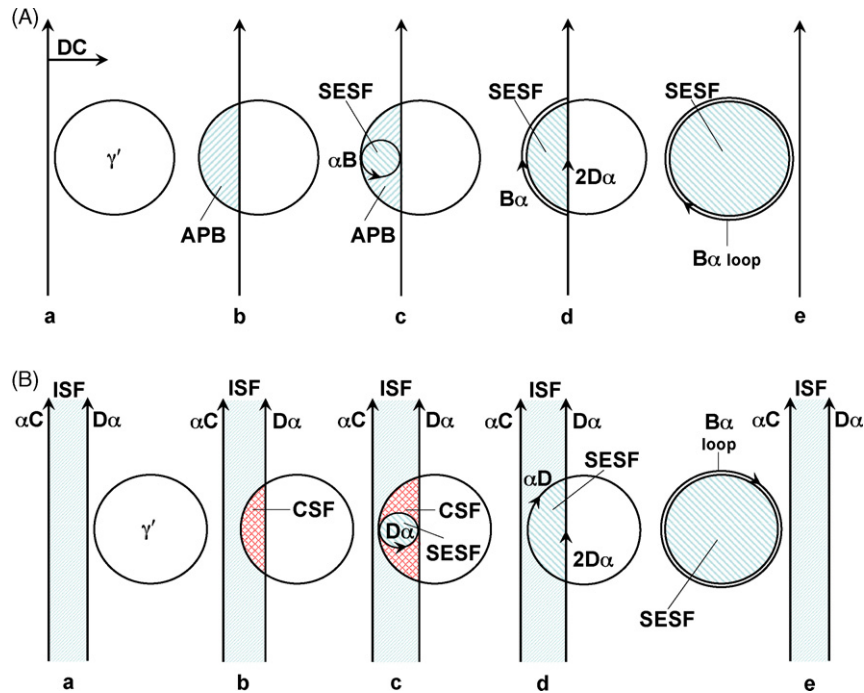 (A)
DC
γ′
a
APB
b
SESF
αB
APB
c
SESF
Bα
2Dα
d
SESF
Bα loop
e
(B)
ISF
αC Dα
γ′
a
ISF
αC Dα
CSF
b
ISF
αC Dα
CSF
Dα
SESF
c
ISF
αC Dα
αD
SESF
2Dα
d
Bα
loop
SESF
ISF
αC Dα
e